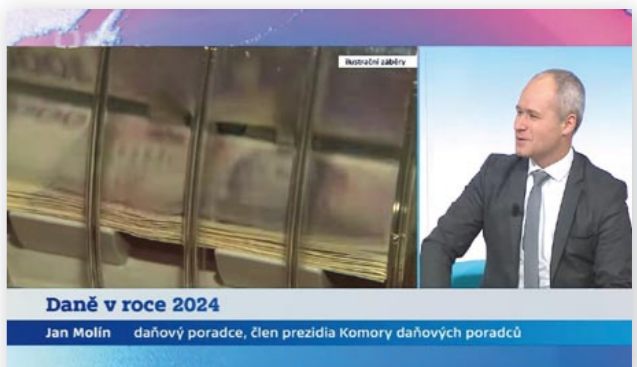 ilustrační záběry
Daně v roce 2024
Jan Molín daňový poradce, člen prezidia Komory daňových poradců